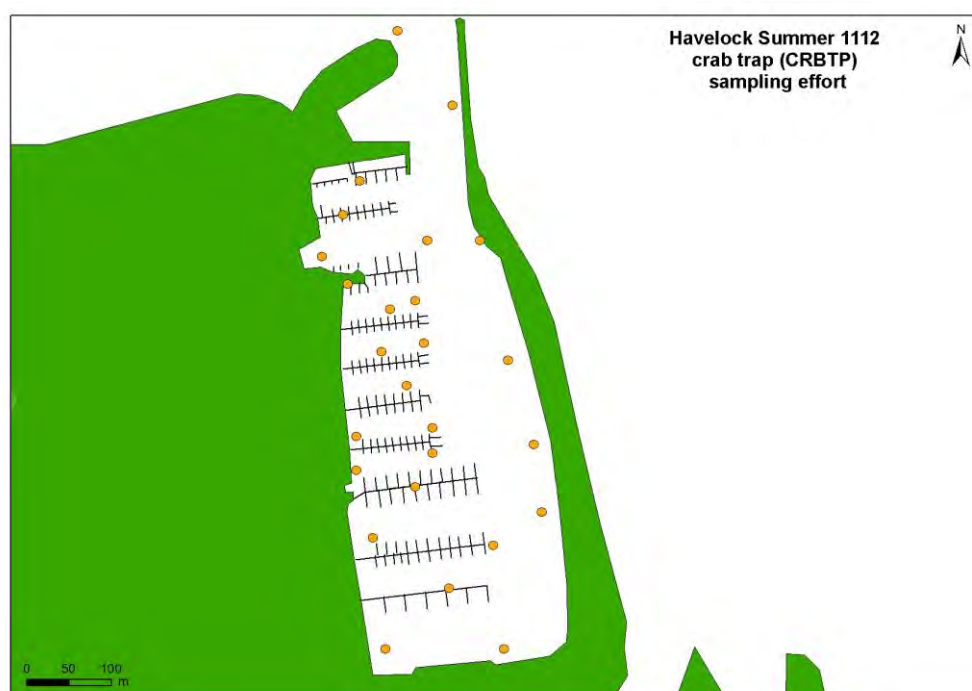 Havelock Summer 1112
crab trap (CRBTP)
sampling effort
N
0 50 100
m